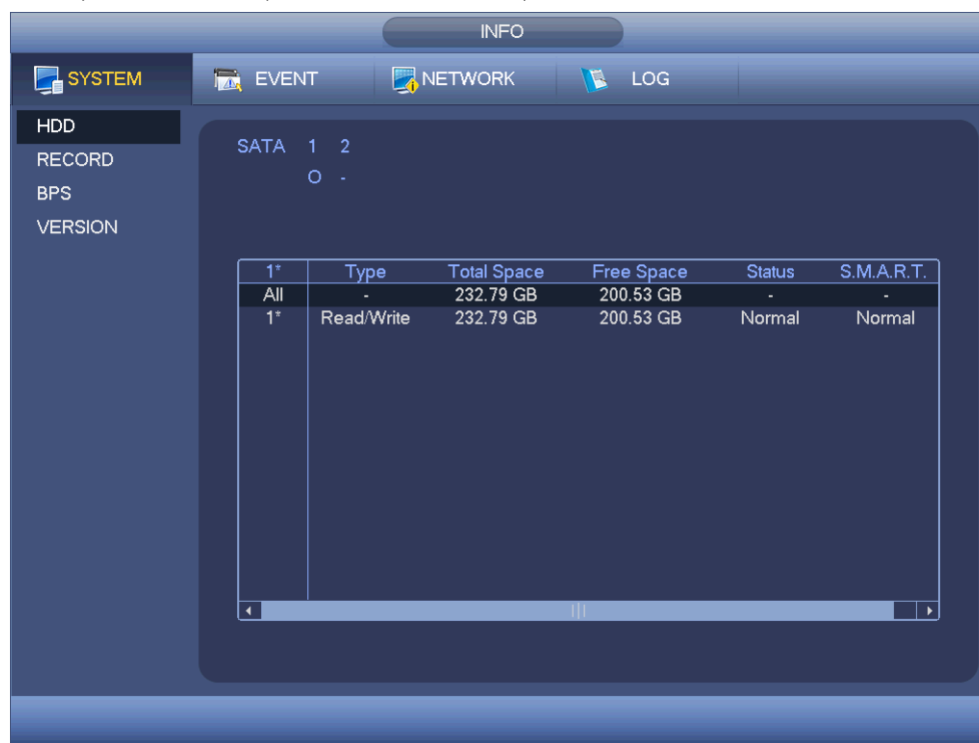 INFO
SYSTEM EVENT NETWORK LOG
HDD
RECORD
BPS
VERSION
SATA 1 2
O -
1* Type Total Space Free Space Status S.M.A.R.T.
All - 232.79 GB 200.53 GB - -
1* Read/Write 232.79 GB 200.53 GB Normal Normal